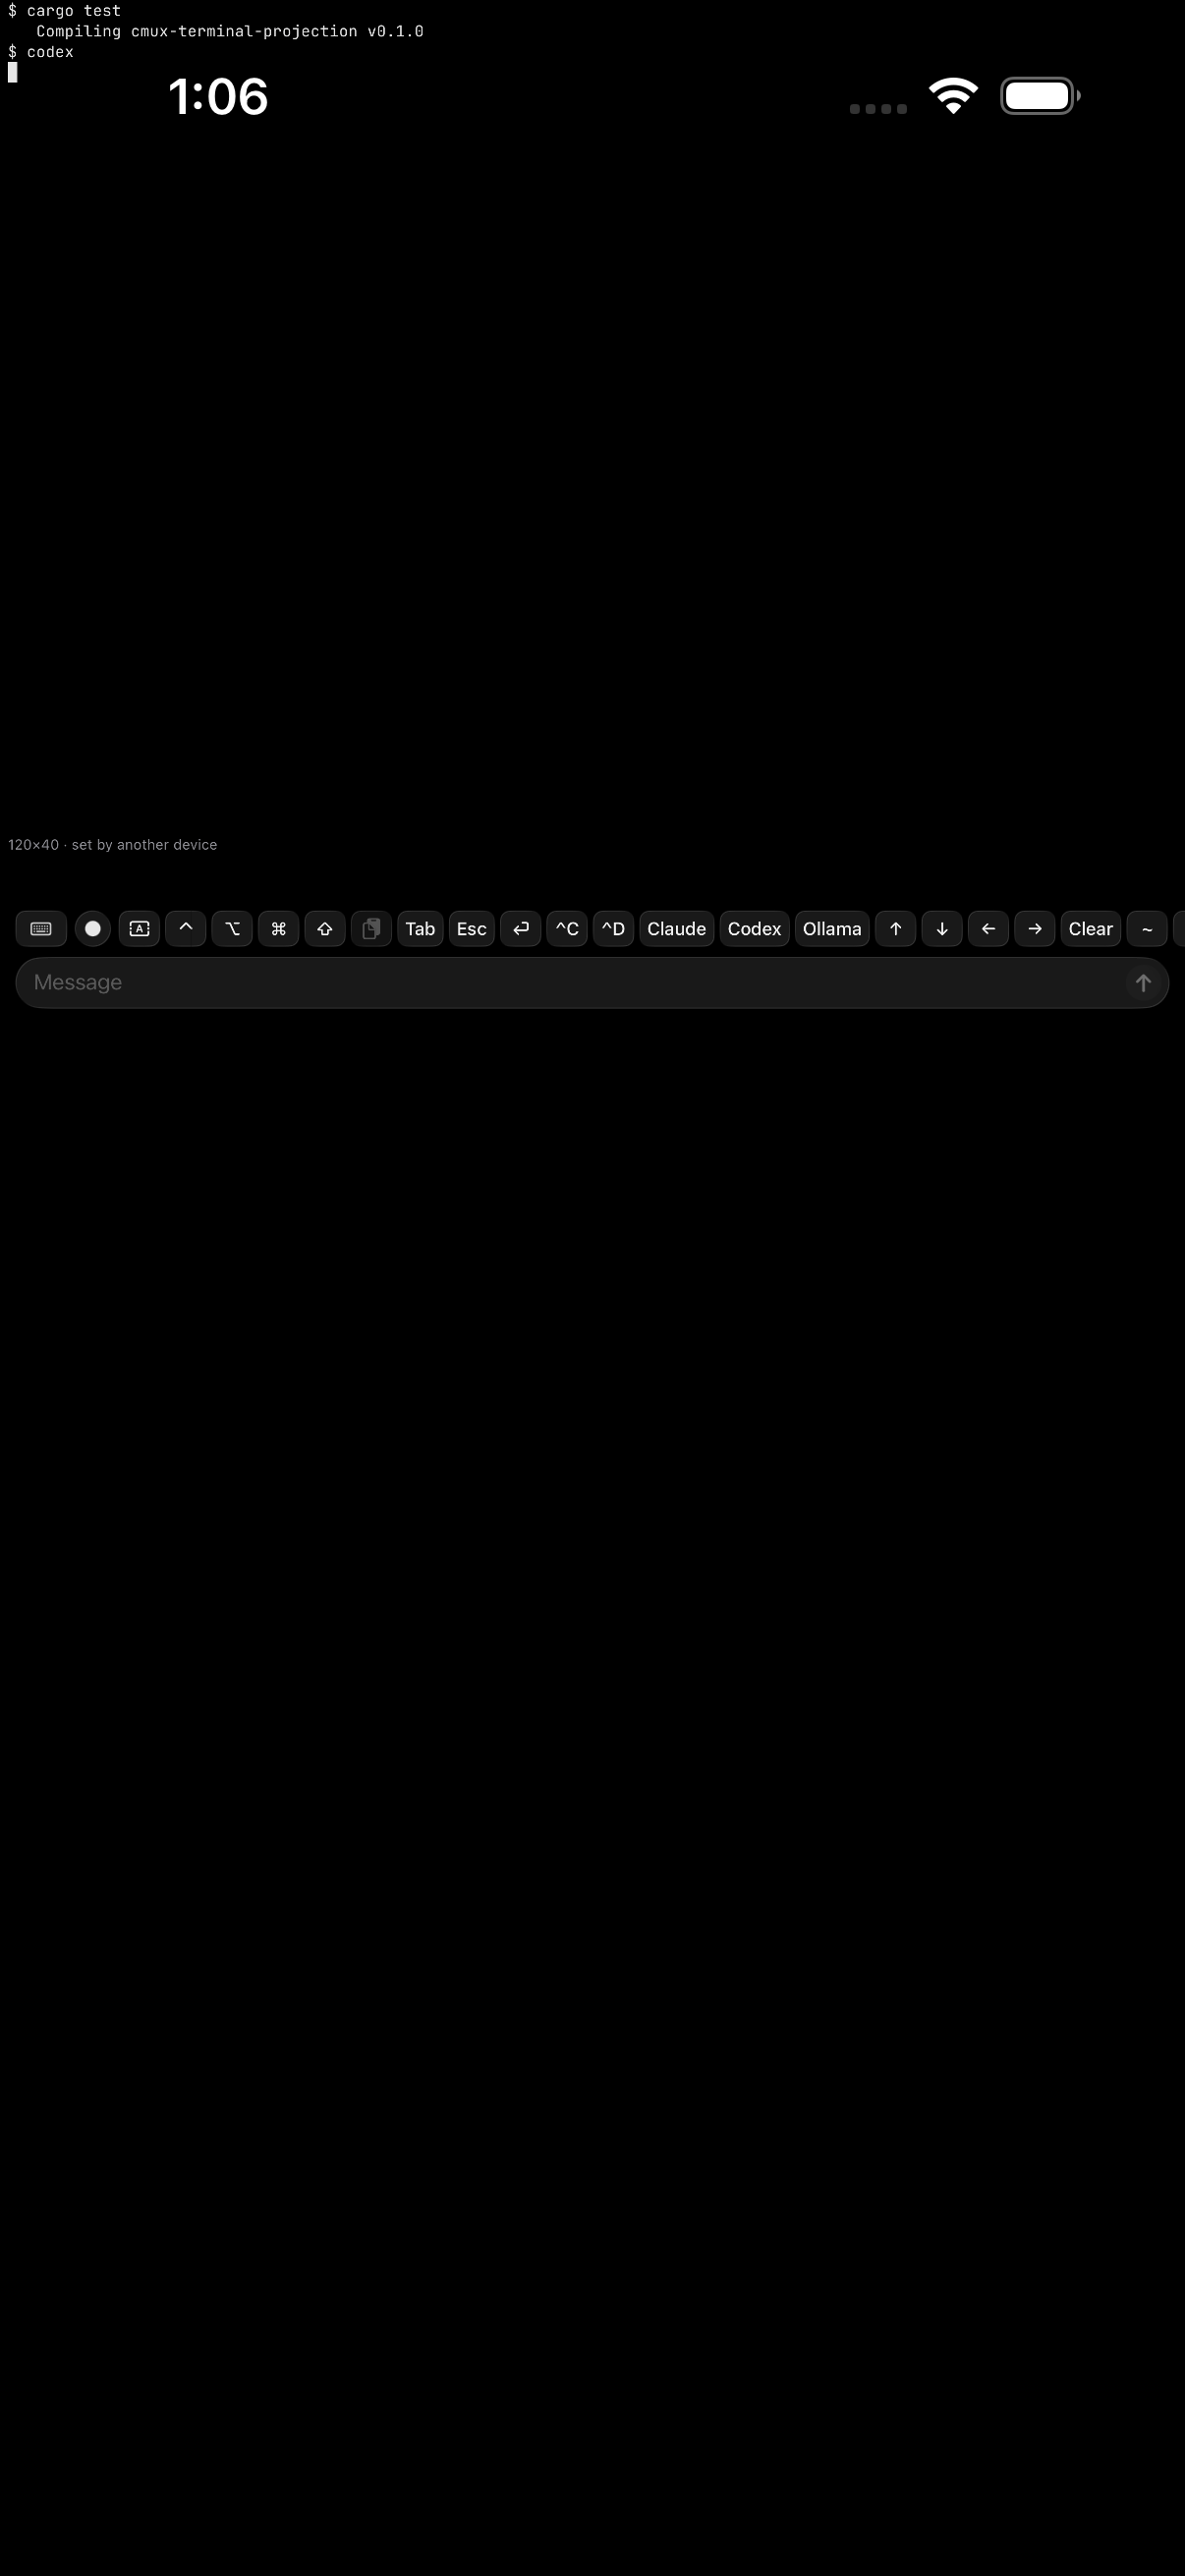 $ cargo test
   Compiling cmux-terminal-projection v0.1.0
$ codex
1:06
120×40 · set by another device
A ^ ⌥ ⌘ ⇧ Tab Esc ↵ ^C ^D Claude Codex Ollama ↑ ↓ ← → Clear ~
Message